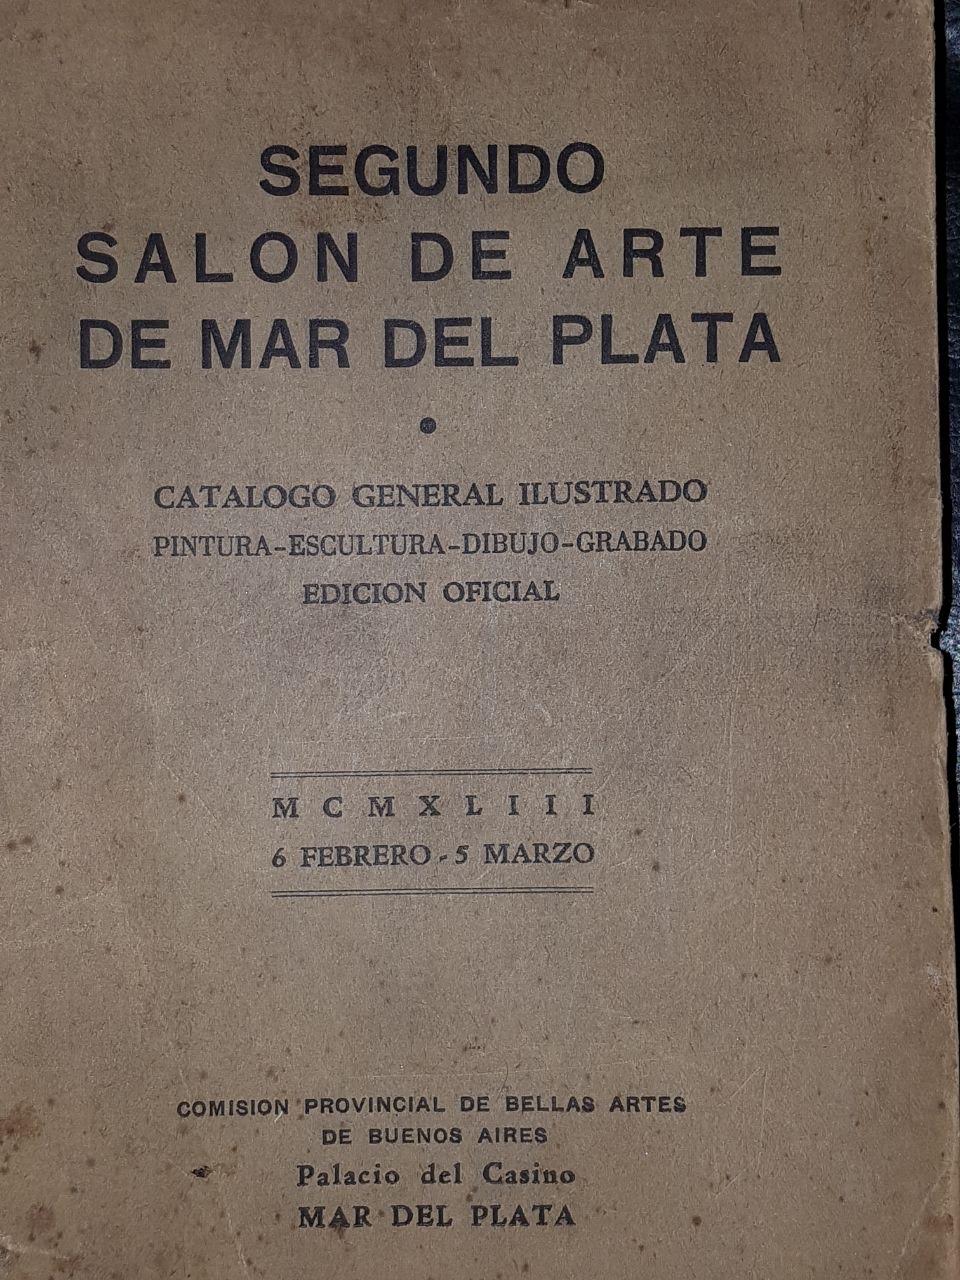 SEGUNDO
SALON DE ARTE
DE MAR DEL PLATA
•
CATALOGO GENERAL ILUSTRADO
PINTURA-ESCULTURA-DIBUJO-GRABADO
EDICION OFICIAL
MCMXLIII
6 FEBRERO - 5 MARZO
COMISION PROVINCIAL DE BELLAS ARTES
DE BUENOS AIRES
Palacio del Casino
MAR DEL PLATA